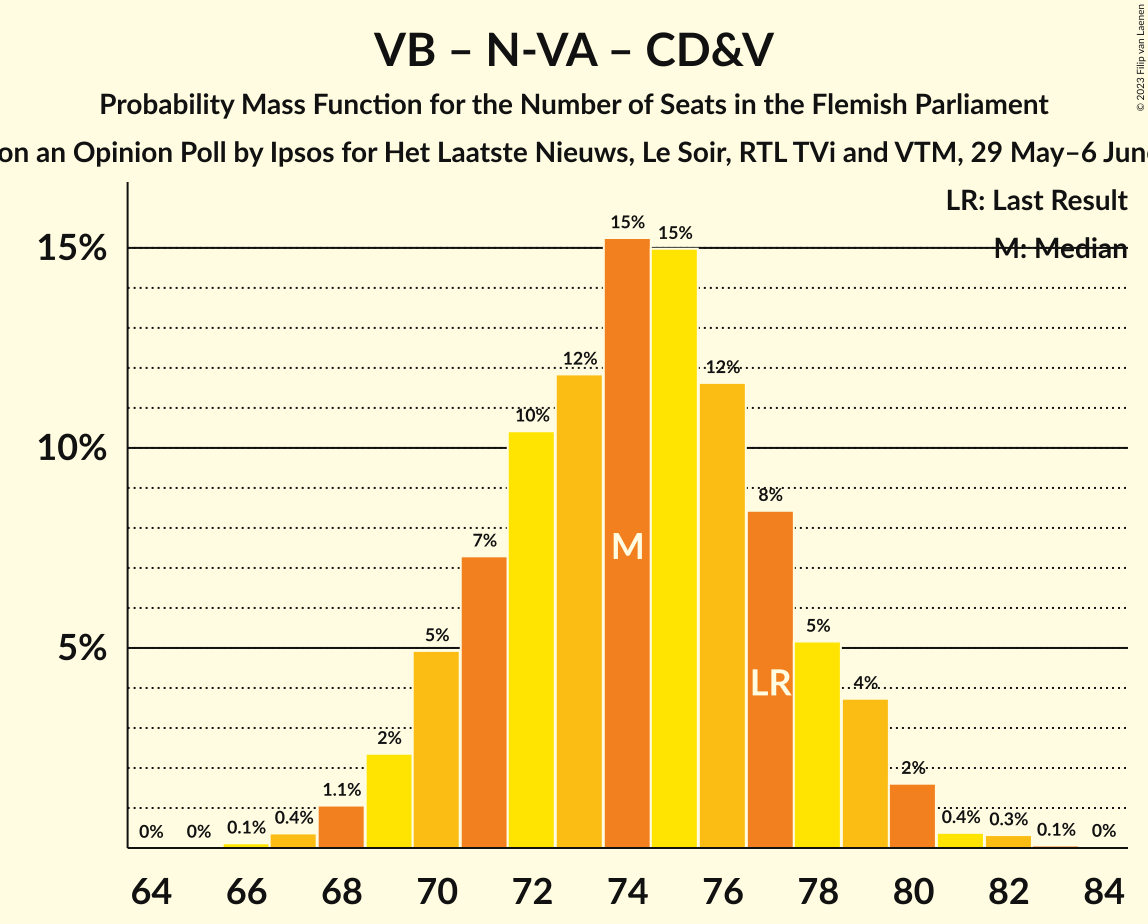 VB – N-VA – CD&V
Probability Mass Function for the Number of Seats in the Flemish Parliament
on an Opinion Poll by Ipsos for Het Laatste Nieuws, Le Soir, RTL TVi and VTM, 29 May–6 June
© 2023 Filip van Laenen
LR: Last Result
M: Median
15%
10%
5%
0% 0% 0.1% 0.4% 1.1% 2% 5% 7% 10% 12% 15% 15% 12% 8% 5% 4% 2% 0.4% 0.3% 0.1% 0%
M
LR
64 66 68 70 72 74 76 78 80 82 84